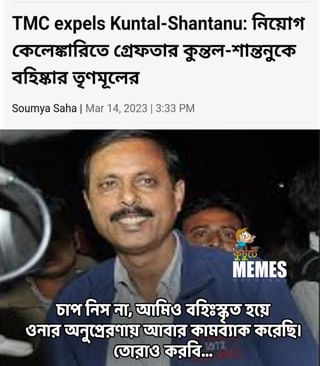 TMC expels Kuntal-Shantanu: নিয়োগ
কেলেঙ্কারিতে গ্রেফতার কুন্তল-শান্তনুকে
বহিষ্কার তৃণমূলের
Soumya Saha | Mar 14, 2023 | 3:33 PM
MEMES
চাপ নিস না, আমিও বহিঃস্কৃত হয়ে
ওনার অনুপ্রেরণায় আবার কামব্যাক করেছি।
তোরাও করবি...